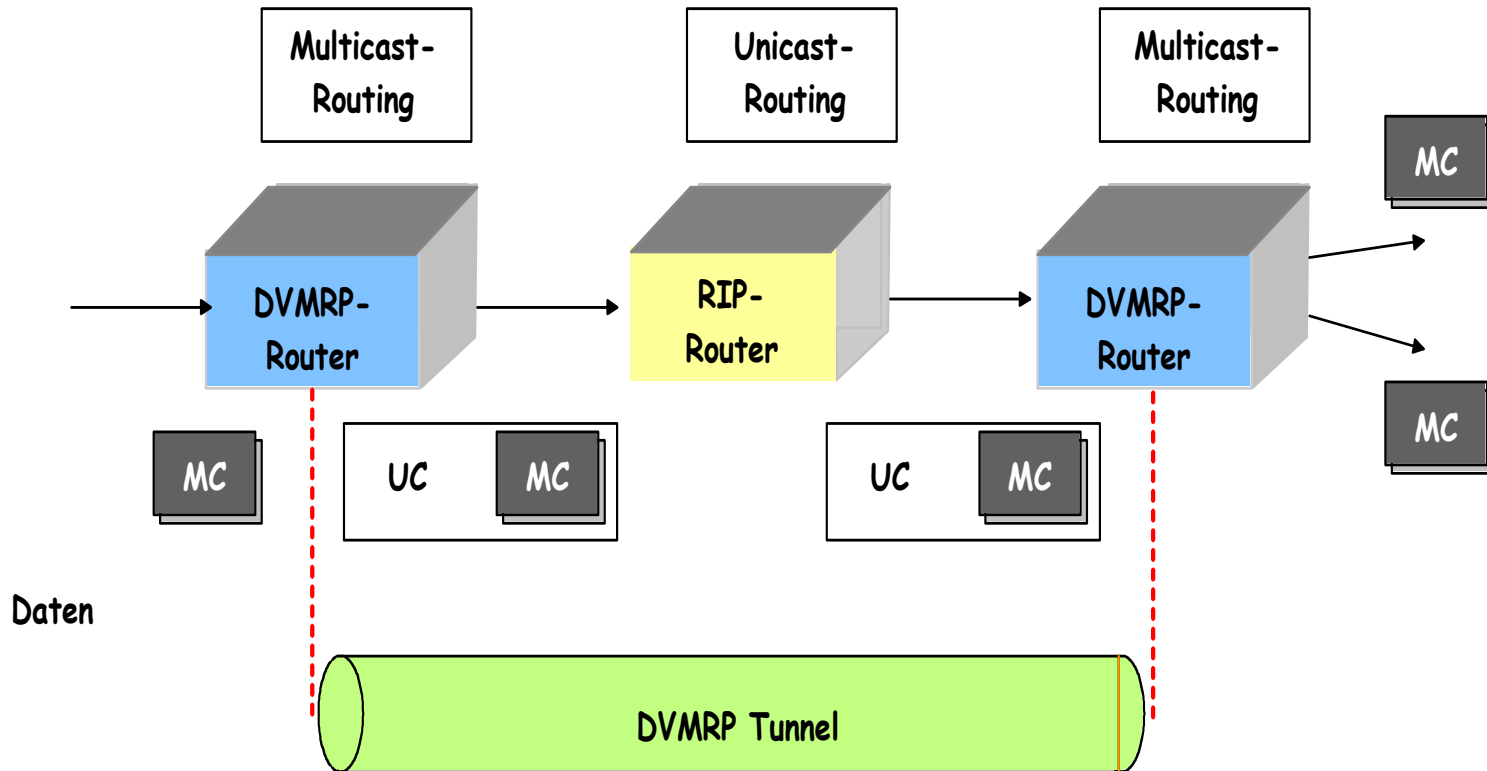 Multicast-
Routing
Unicast-
Routing
Multicast-
Routing
MC
DVMRP-
Router
RIP-
Router
DVMRP-
Router
MC
MC
UC
MC
UC
MC
Daten
DVMRP Tunnel